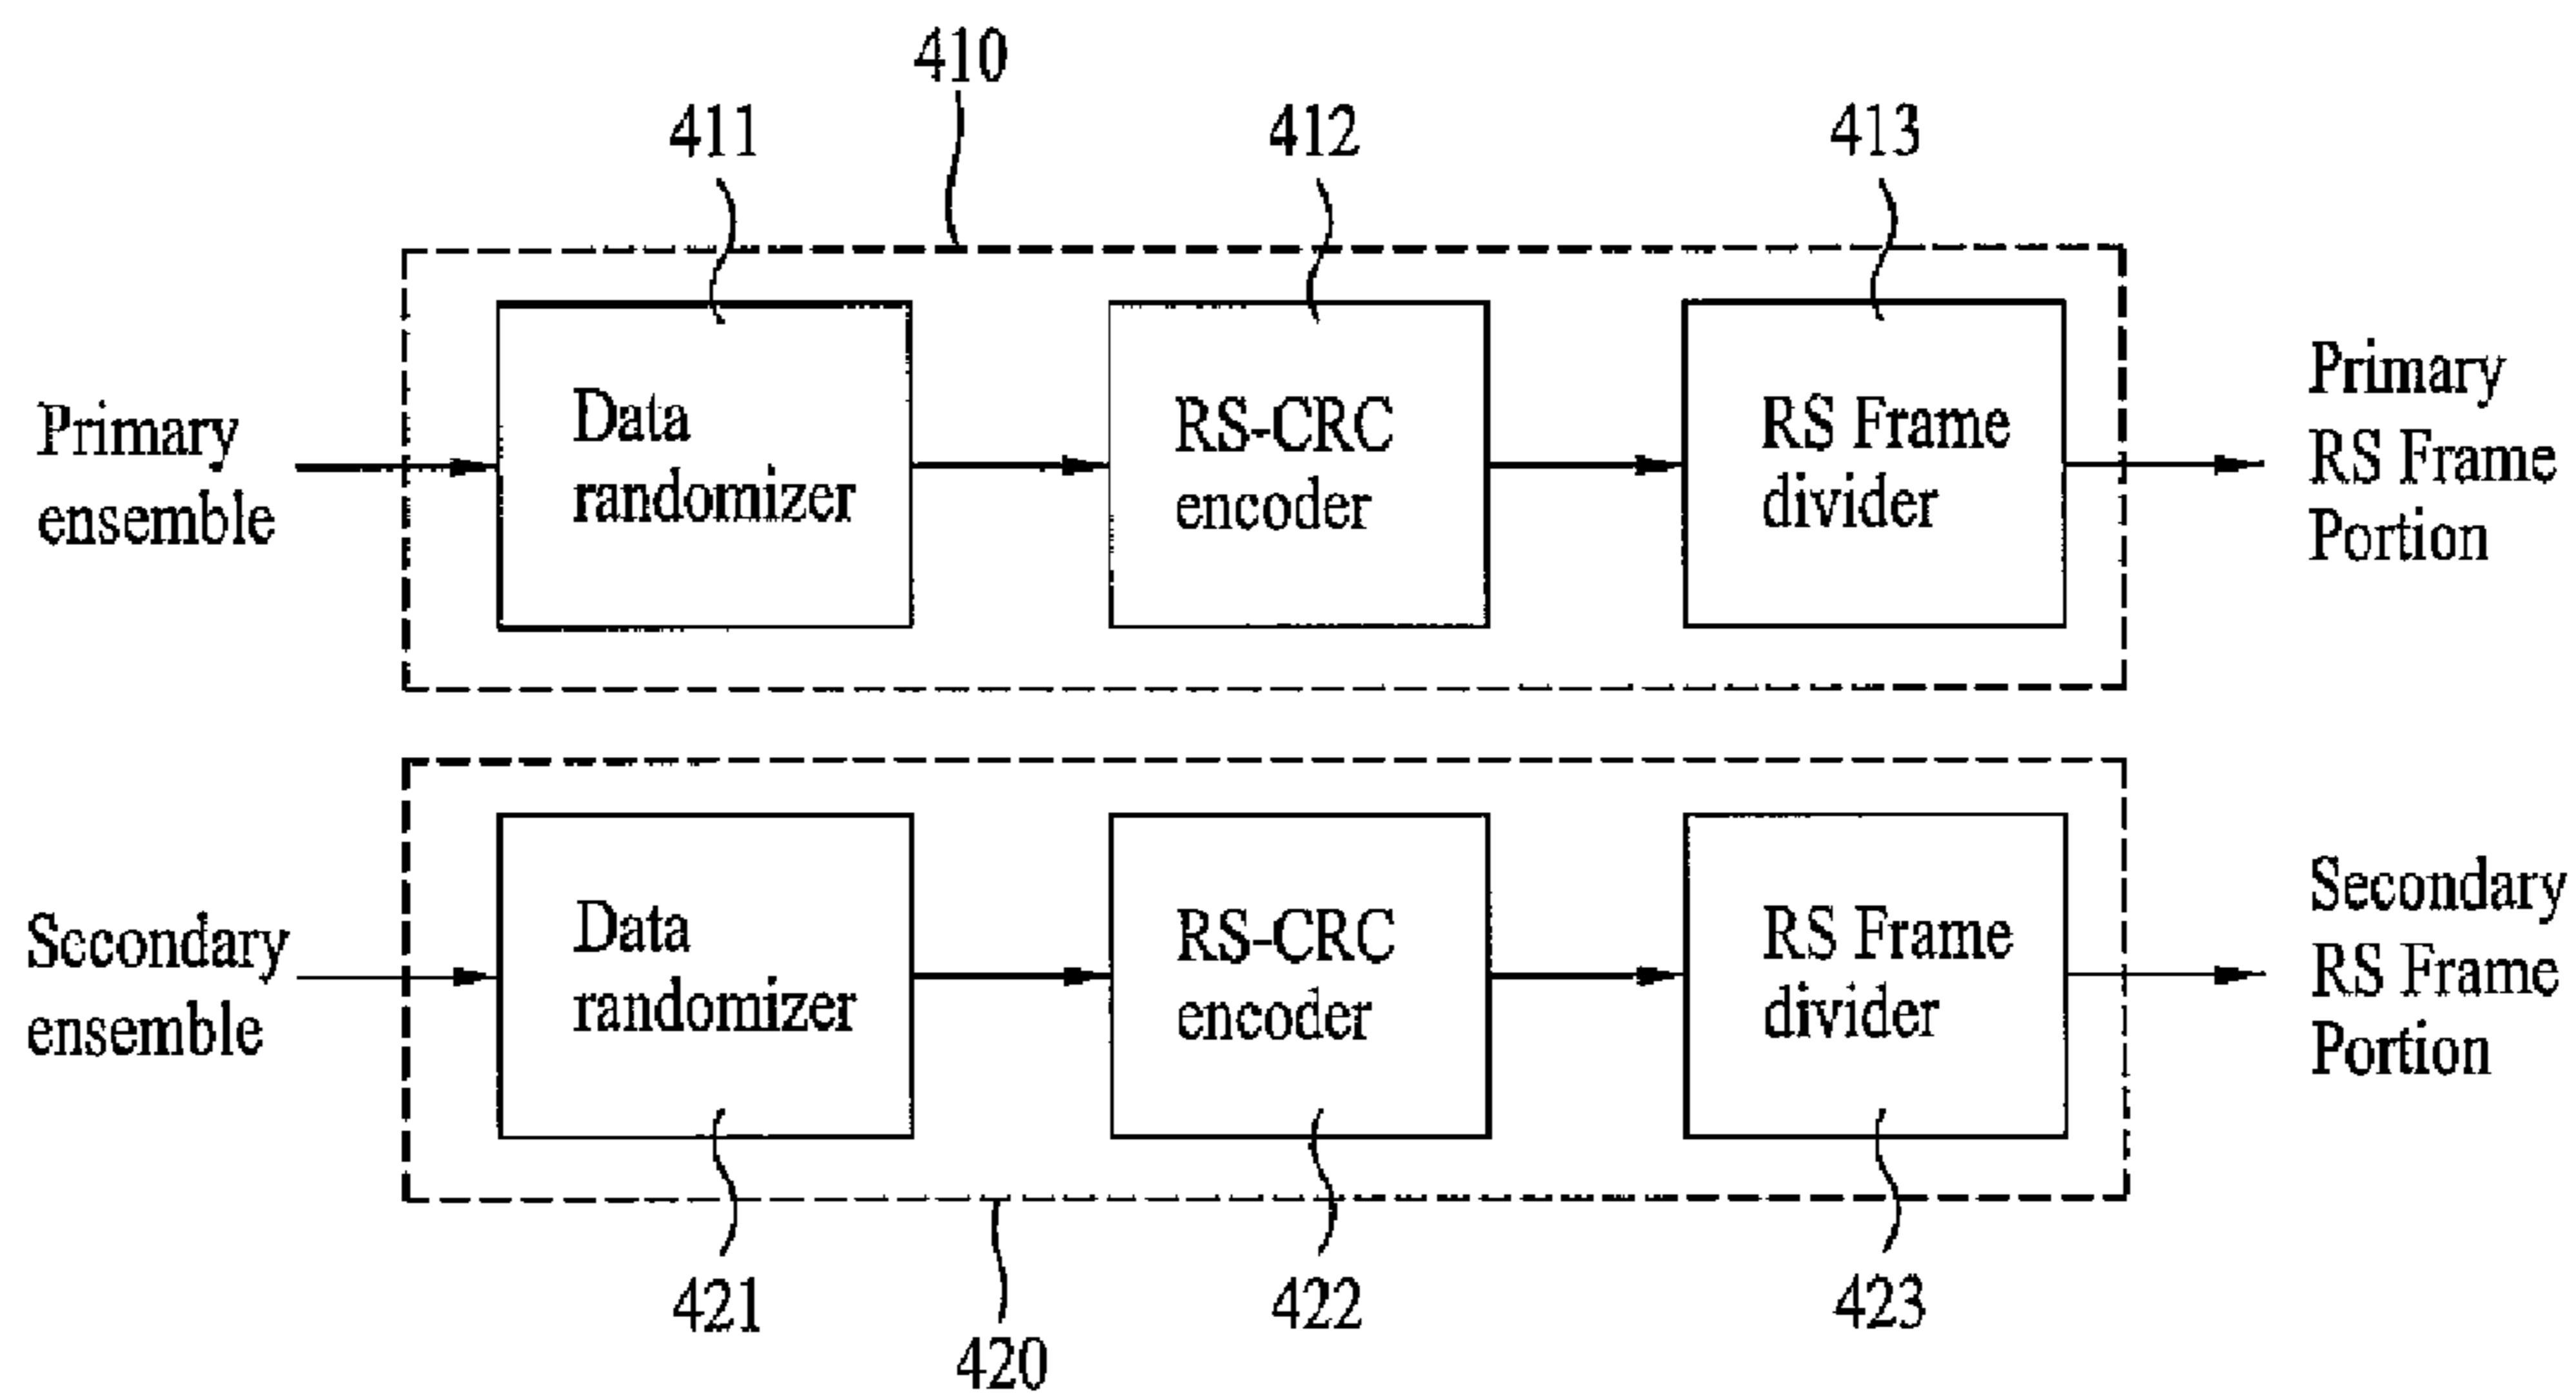 410
411
412
413
Primary
ensemble
Data
randomizer
RS-CRC
encoder
RS Frame
divider
Primary
RS Frame
Portion
Secondary
ensemble
Data
randomizer
RS-CRC
encoder
RS Frame
divider
Secondary
RS Frame
Portion
421
422
423
420